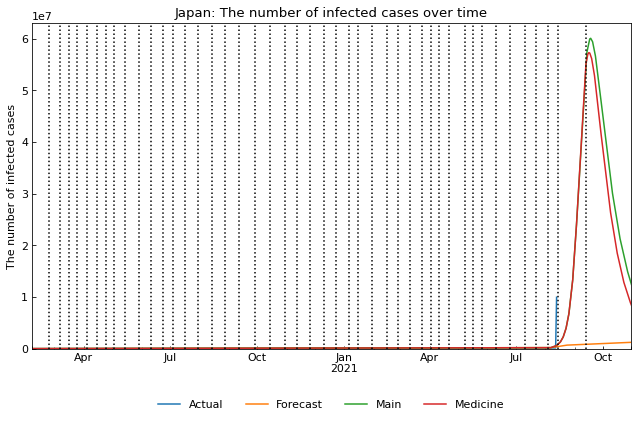 Japan: The number of infected cases over time
1e7
6
5
4
3
2
1
0
The number of infected cases
Apr Jul Oct Jan Apr Jul Oct
2021
Actual Forecast Main Medicine